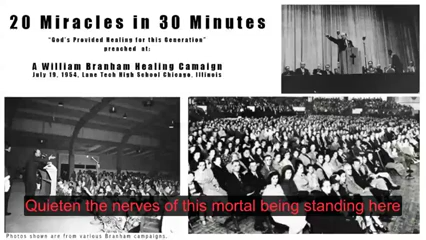 20 Miracles in 30 Minutes
"God's Provided Healing for this Generation"
preached at:
A William Branham Healing Camaign
July 19, 1954, Lane Tech High School Chicago, Illinois
Quieten the nerves of this mortal being standing here
Photos shown are from various Branham campaigns.